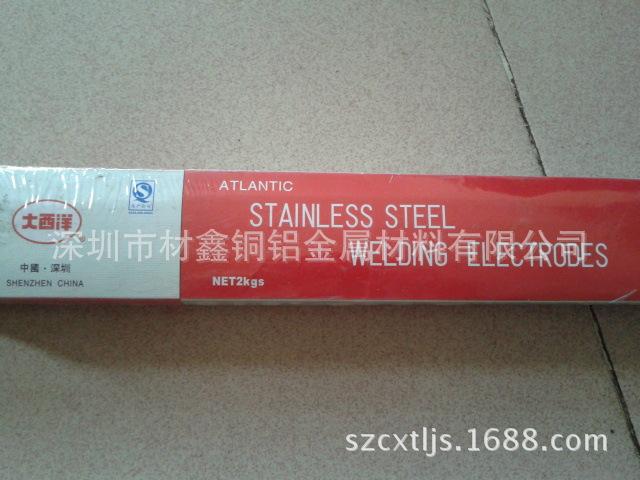 ATLANTIC
STAINLESS STEEL
WELDING ELECTRODES
NET2kgs
大西洋
中國·深圳
SHENZHEN CHINA
深圳市材鑫铜铝金属材料有限公司
szcxtljs.1688.com